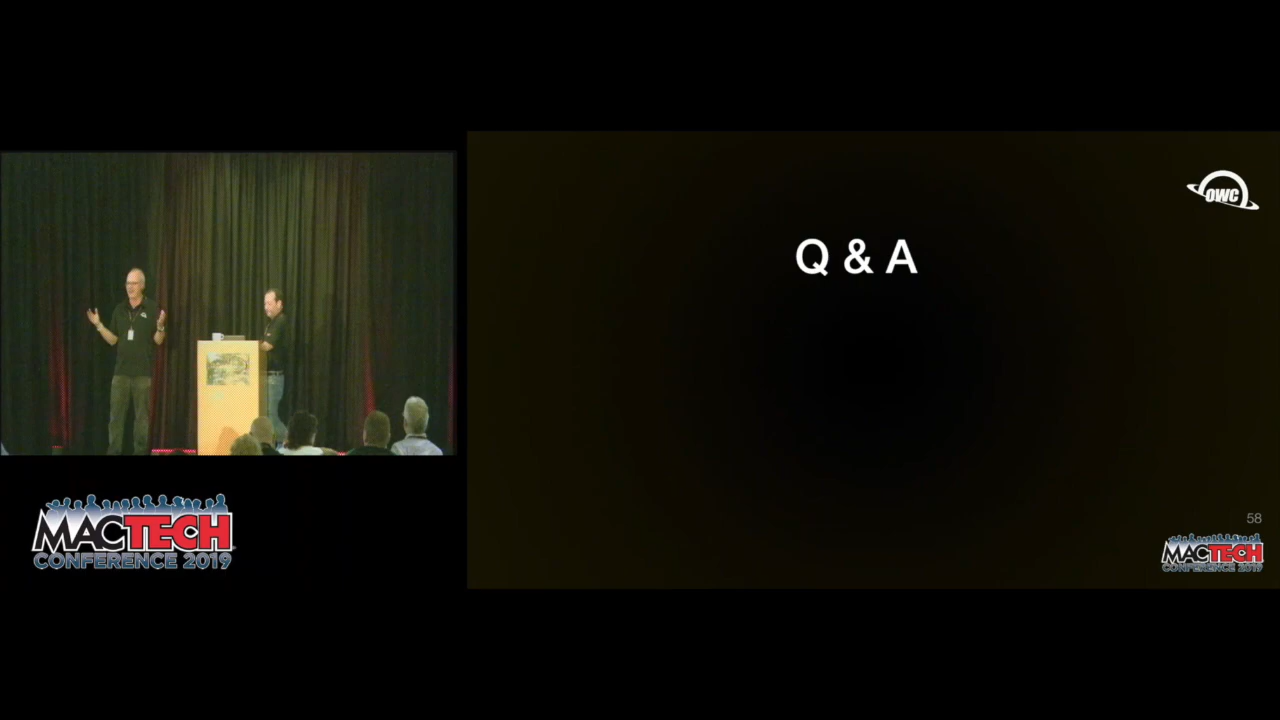 MACTECH
CONFERENCE 2019
OWC
Q & A
58
MACTECH
CONFERENCE 2019